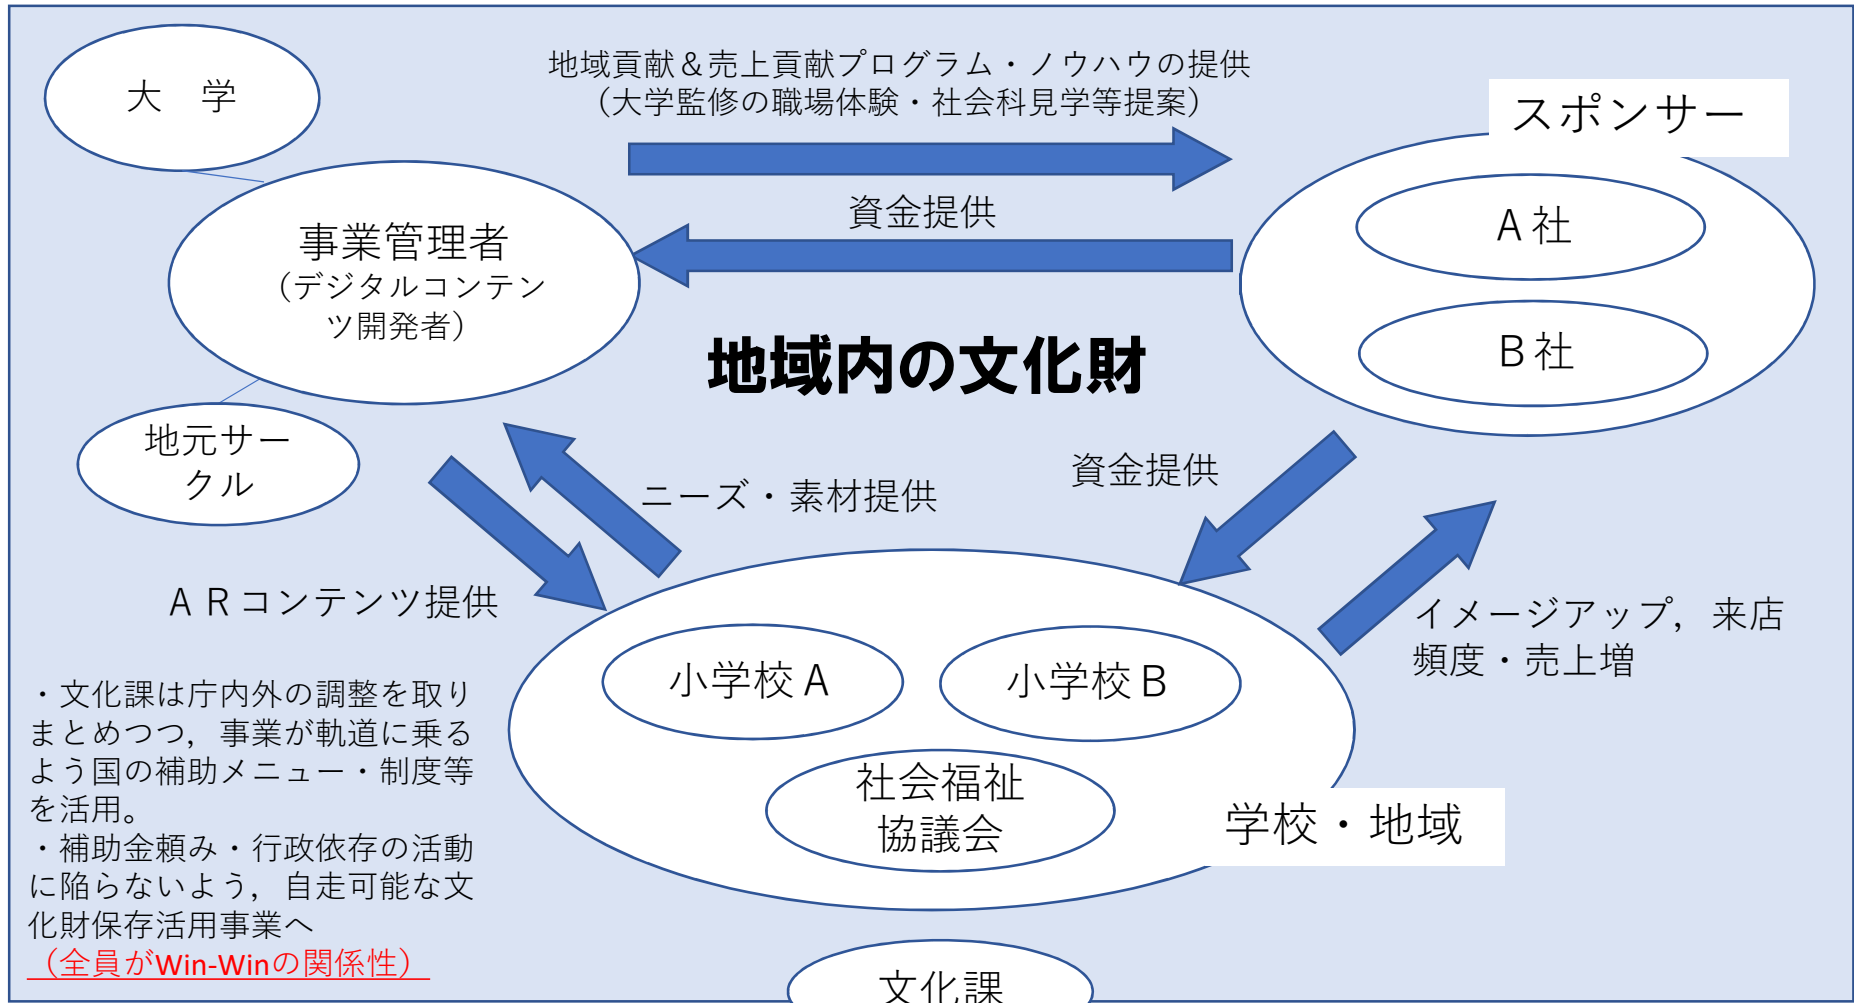 大　学
地域貢献＆売上貢献プログラム・ノウハウの提供
（大学監修の職場体験・社会科見学等提案）
スポンサー
資金提供
A社
事業管理者
（デジタルコンテン
ツ開発者）
B社
地域内の文化財
地元サー
クル
ニーズ・素材提供
資金提供
ＡＲコンテンツ提供
イメージアップ，来店
頻度・売上増
小学校A
小学校B
社会福祉
協議会
学校・地域
・文化課は庁内外の調整を取り
まとめつつ，事業が軌道に乗る
よう国の補助メニュー・制度等
を活用。
・補助金頼み・行政依存の活動
に陥らないよう，自走可能な文
化財保存活用事業へ
（全員がWin-Winの関係性）
文化課